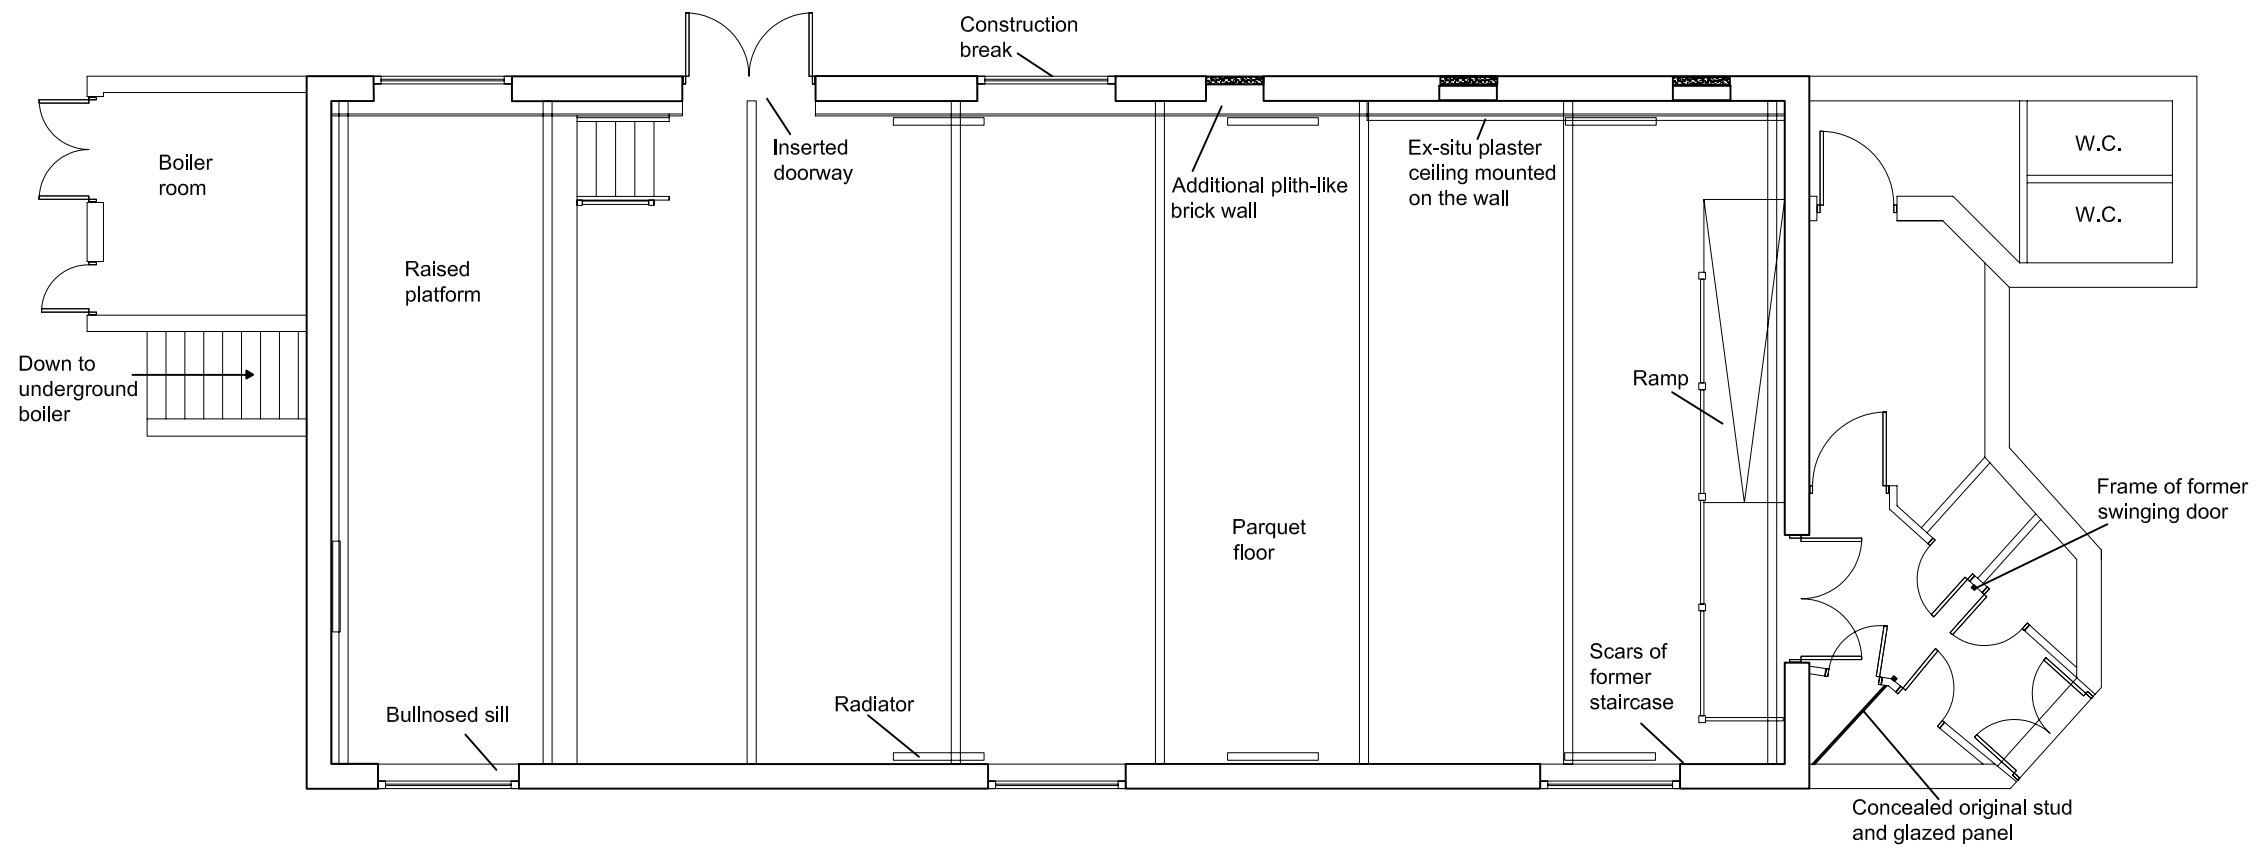 Construction
break
Boiler
room
Inserted
doorway
Additional plith-like
brick wall
Ex-situ plaster
ceiling mounted
on the wall
W.C.
W.C.
Raised
platform
Down to
underground
boiler
Ramp
Frame of former
swinging door
Parquet
floor
Scars of
former
staircase
Bullnosed sill
Radiator
Concealed original stud
and glazed panel